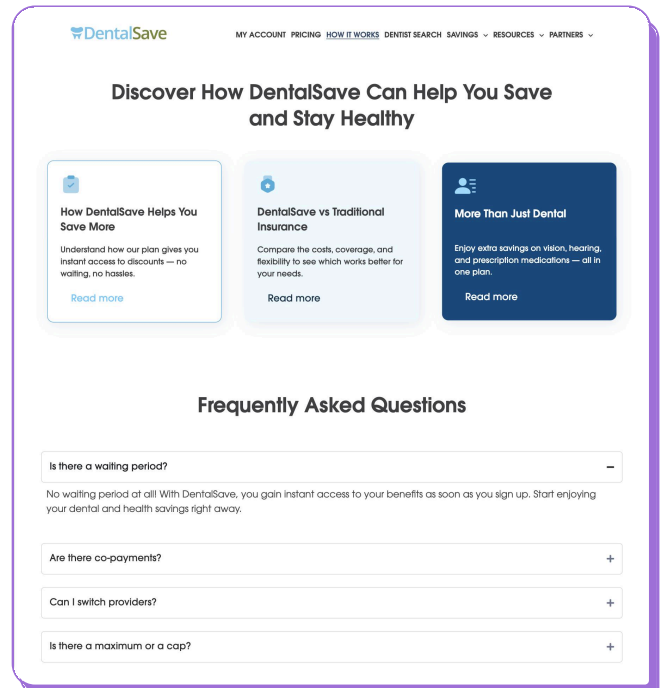 DentalSave
MY ACCOUNT PRICING HOW IT WORKS DENTIST SEARCH SAVINGS RESOURCES PARTNERS
Discover How DentalSave Can Help You Save
and Stay Healthy
How DentalSave Helps You
Save More
Understand how our plan gives you
instant access to discounts — no
waiting, no hassles.
Read more
DentalSave vs Traditional
Insurance
Compare the costs, coverage, and
flexibility to see which works better for
your needs.
Read more
More Than Just Dental
Enjoy extra savings on vision, hearing,
and prescription medications — all in
one plan.
Read more
Frequently Asked Questions
Is there a waiting period?
No waiting period at all! With DentalSave, you gain instant access to your benefits as soon as you sign up. Start enjoying
your dental and health savings right away.
Are there co-payments?
Can I switch providers?
Is there a maximum or a cap?